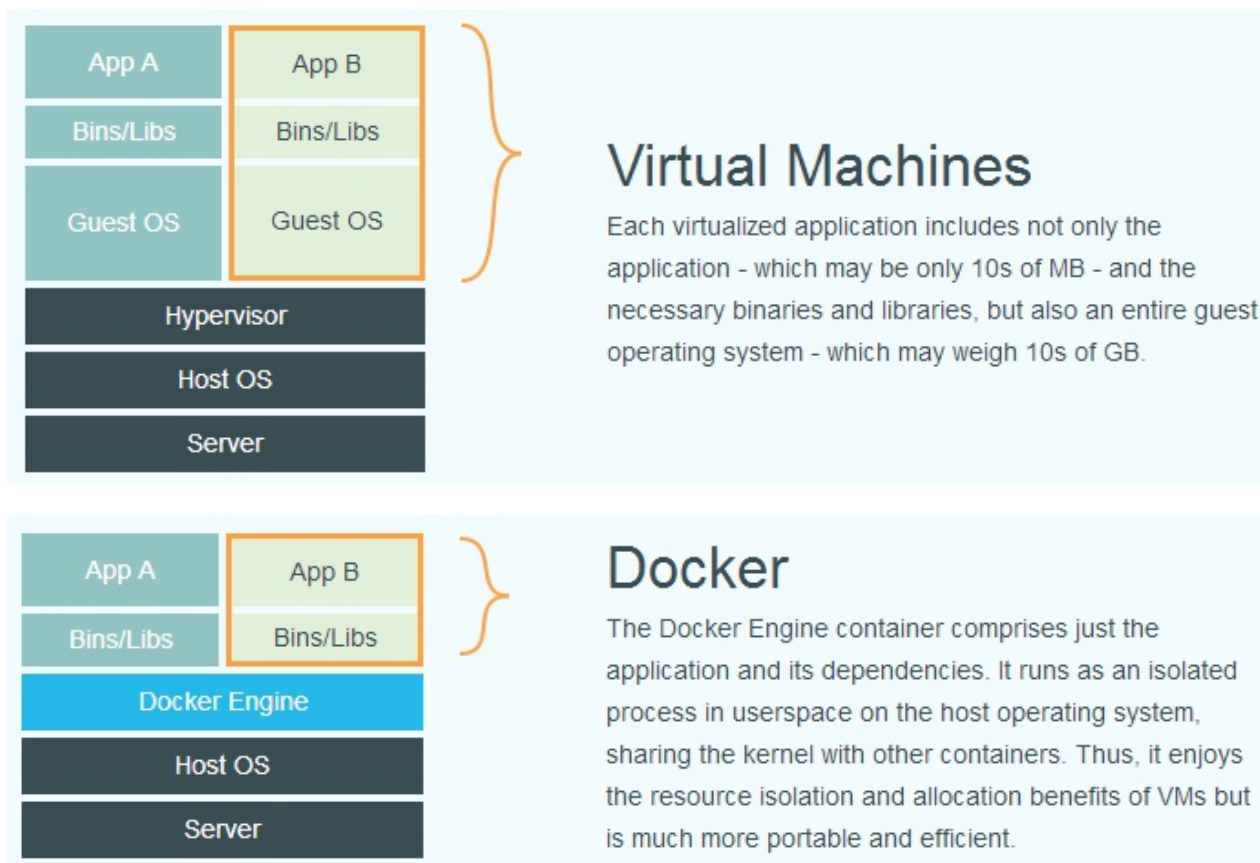 App A
App B
Bins/Libs
Bins/Libs
Guest OS
Guest OS
Hypervisor
Host OS
Server
Virtual Machines
Each virtualized application includes not only the
application - which may be only 10s of MB - and the
necessary binaries and libraries, but also an entire guest
operating system - which may weigh 10s of GB.
App A
App B
Bins/Libs
Bins/Libs
Docker Engine
Host OS
Server
Docker
The Docker Engine container comprises just the
application and its dependencies. It runs as an isolated
process in userspace on the host operating system,
sharing the kernel with other containers. Thus, it enjoys
the resource isolation and allocation benefits of VMs but
is much more portable and efficient.